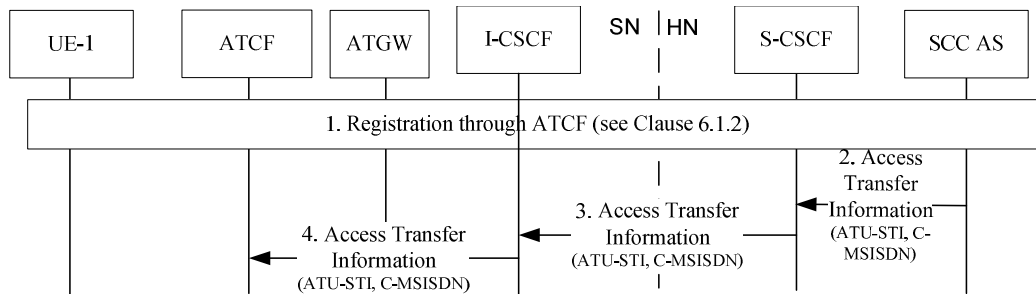 SN HN
UE-1
ATCF
ATGW
I-CSCF
S-CSCF
SCC AS
1. Registration through ATCF (see Clause 6.1.2)
2. Access
Transfer
Information
(ATU-STI, C-
MSISDN)
3. Access Transfer
Information
(ATU-STI, C-MSISDN)
4. Access Transfer
Information
(ATU-STI, C-MSISDN)